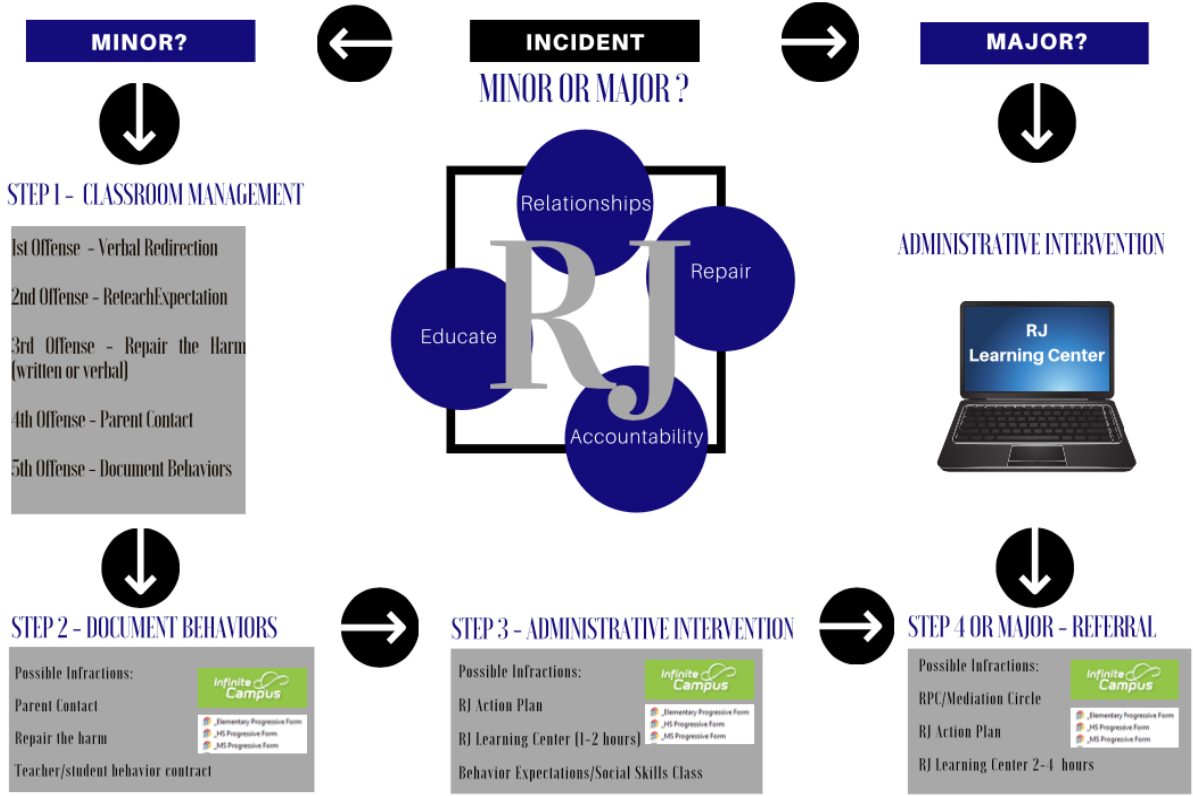 MINOR?
INCIDENT
MAJOR?
MINOR OR MAJOR ?
STEP 1 - CLASSROOM MANAGEMENT
1st Offense - Verbal Redirection
2nd Offense - ReteachExpectation
3rd Offense - Repair the Harm
(written or verbal)
4th Offense - Parent Contact
5th Offense - Document Behaviors
Relationships
Repair
RJ
Educate
Accountability
ADMINISTRATIVE INTERVENTION
RJ
Learning Center
STEP 2 - DOCUMENT BEHAVIORS
Possible Infractions:
Parent Contact
Repair the harm
Teacher/student behavior contract
Infinite
Campus
_Elementary Progressive Form
_HS Progressive Form
_MS Progressive Form
STEP 3 - ADMINISTRATIVE INTERVENTION
Possible Infractions:
RJ Action Plan
RJ Learning Center (1-2 hours)
Behavior Expectations/Social Skills Class
Infinite
Campus
_Elementary Progressive Form
_HS Progressive Form
_MS Progressive Form
STEP 4 OR MAJOR - REFERRAL
Possible Infractions:
RPC/Mediation Circle
RJ Action Plan
RJ Learning Center 2-4 hours
Infinite
Campus
_Elementary Progressive Form
_HS Progressive Form
_MS Progressive Form